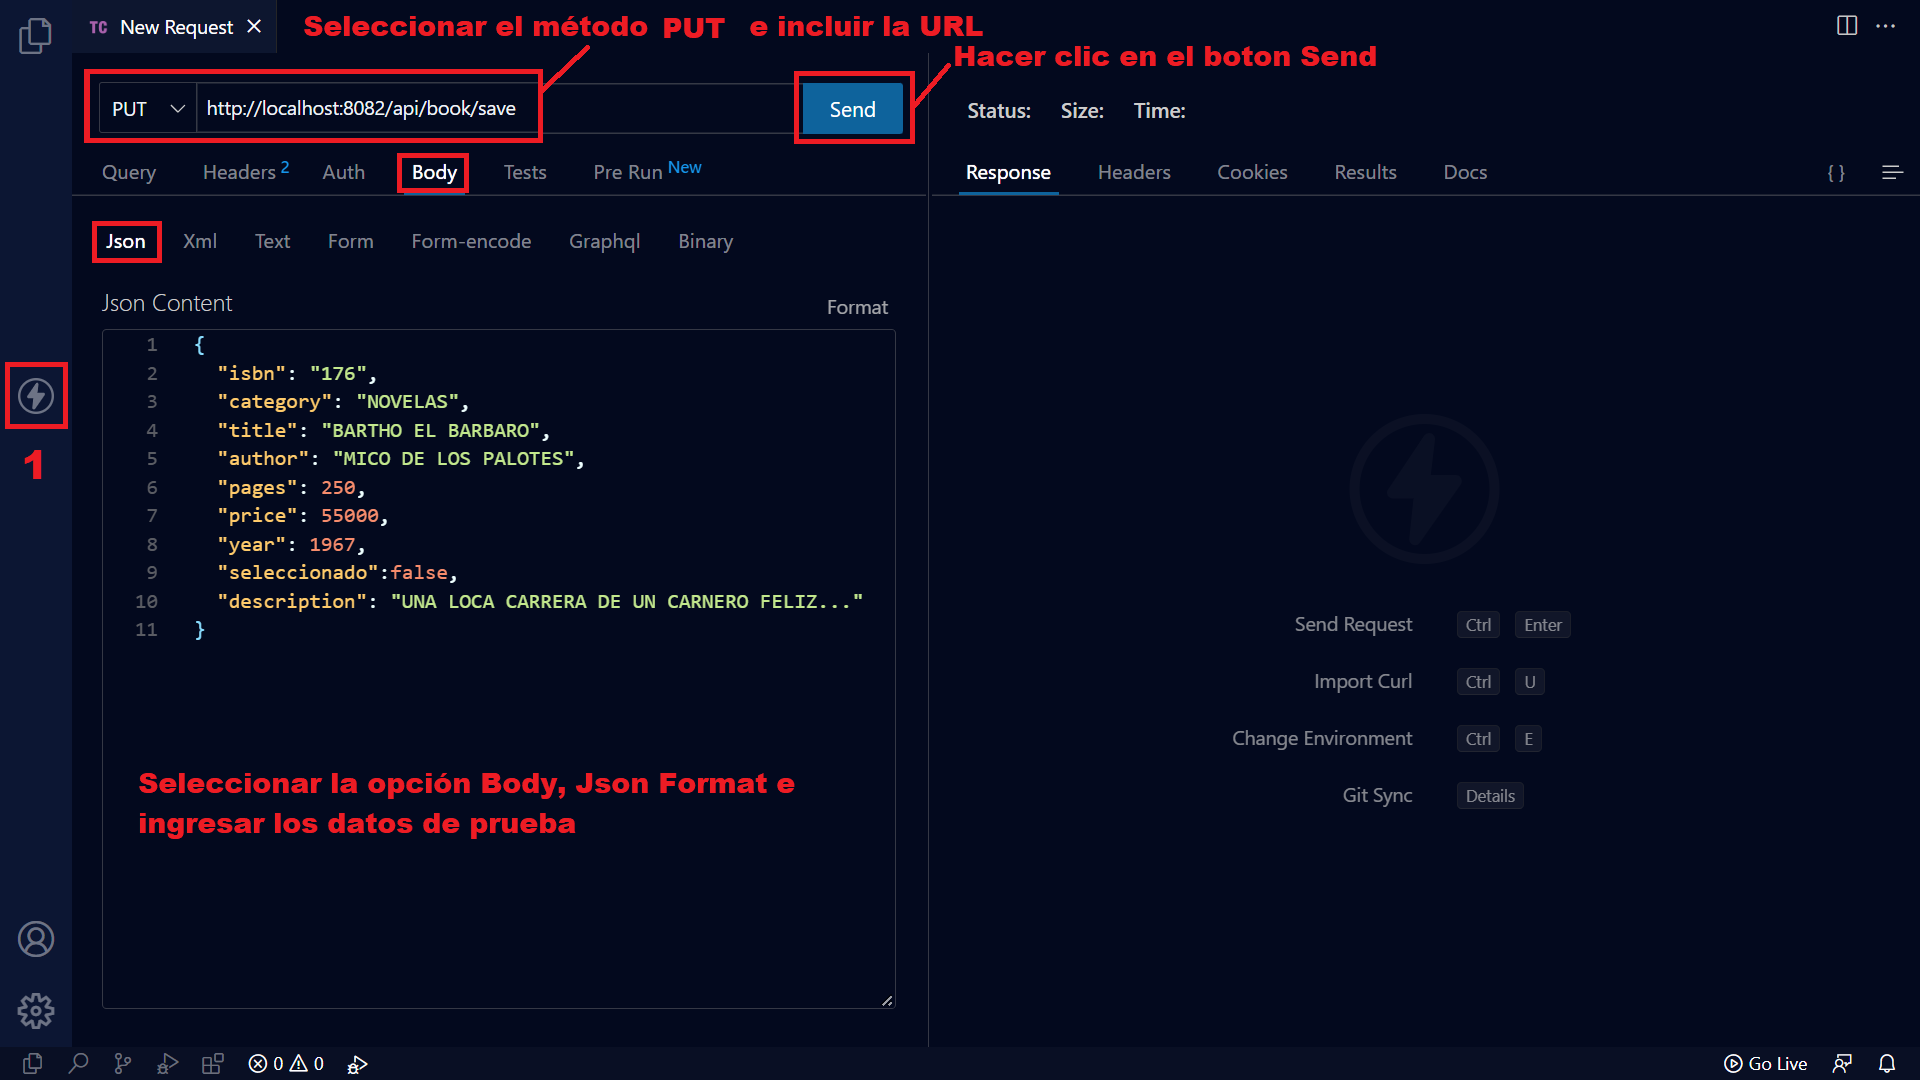 TC New Request
Seleccionar el método PUT e incluir la URL
Hacer clic en el boton Send
PUT http://localhost:8082/api/book/save Send
Status: Size: Time:
Query Headers 2 Auth Body Tests Pre Run New
Response Headers Cookies Results Docs { }
Json Xml Text Form Form-encode Graphql Binary
Json Content
Format
1 {
2 "isbn": "176",
3 "category": "NOVELAS",
4 "title": "BARTHO EL BARBARO",
5 "author": "MICO DE LOS PALOTES",
6 "pages": 250,
7 "price": 55000,
8 "year": 1967,
9 "seleccionado":false,
10 "description": "UNA LOCA CARRERA DE UN CARNERO FELIZ..."
11 }
1
Send Request Ctrl Enter
Import Curl Ctrl U
Change Environment Ctrl E
Git Sync Details
Seleccionar la opción Body, Json Format e
ingresar los datos de prueba
0 0
Go Live